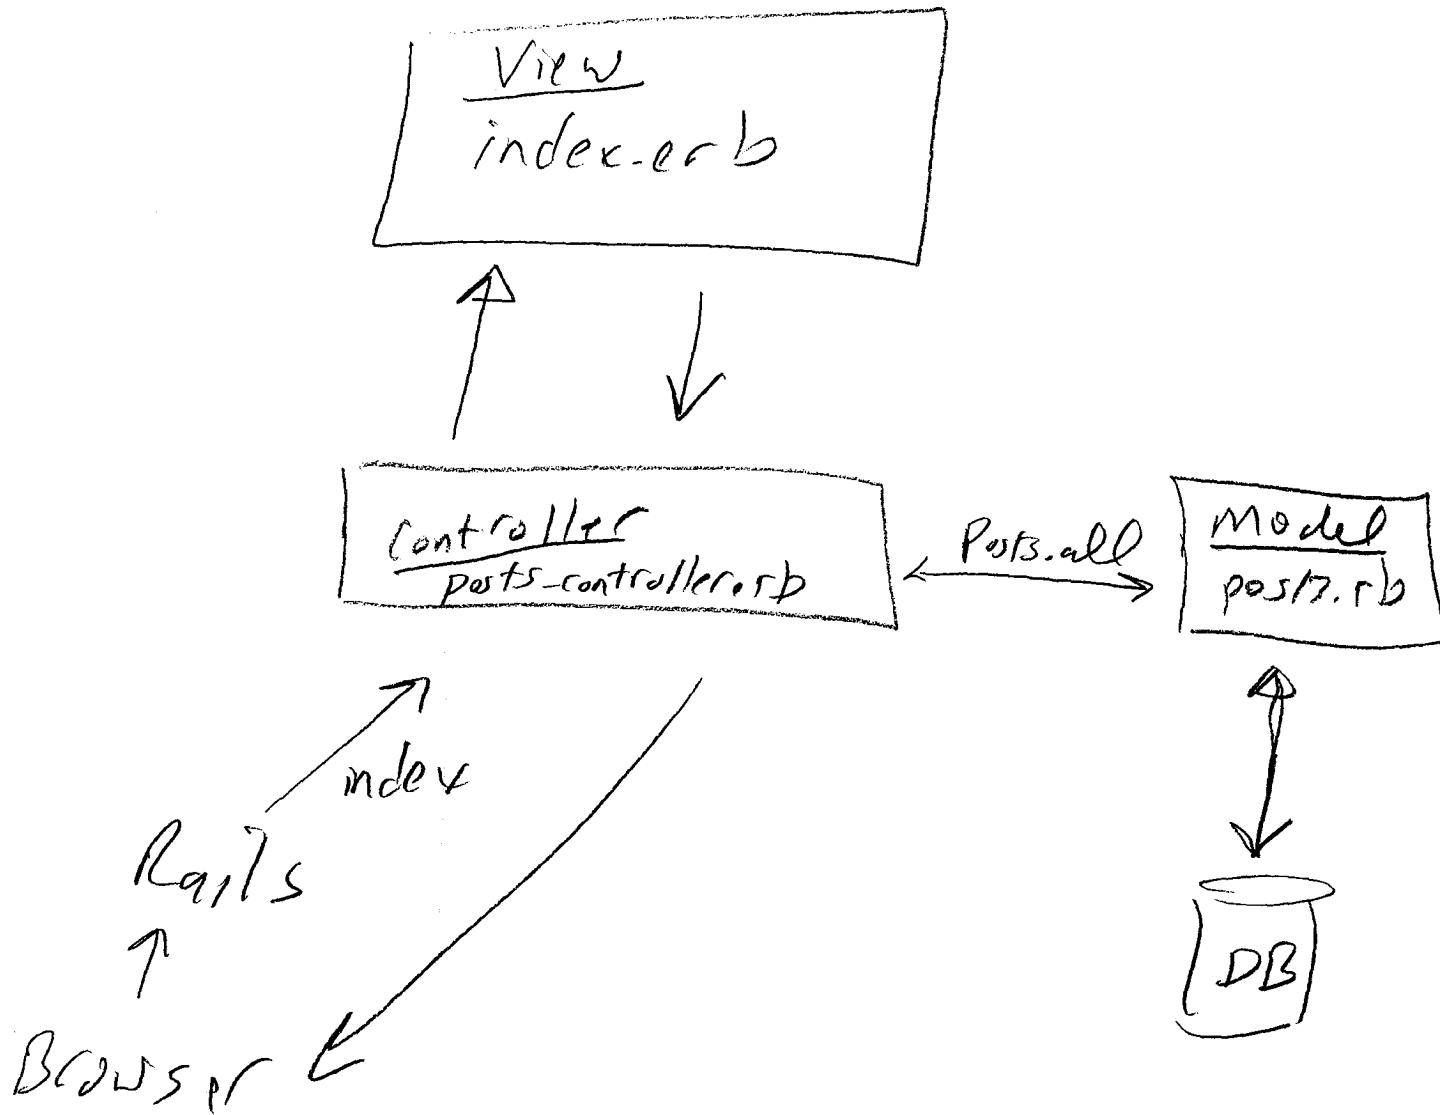 View
index.erb
Controller
posts_controller.rb
Posts.all
Model
posts.rb
index
Rails
Browser
DB